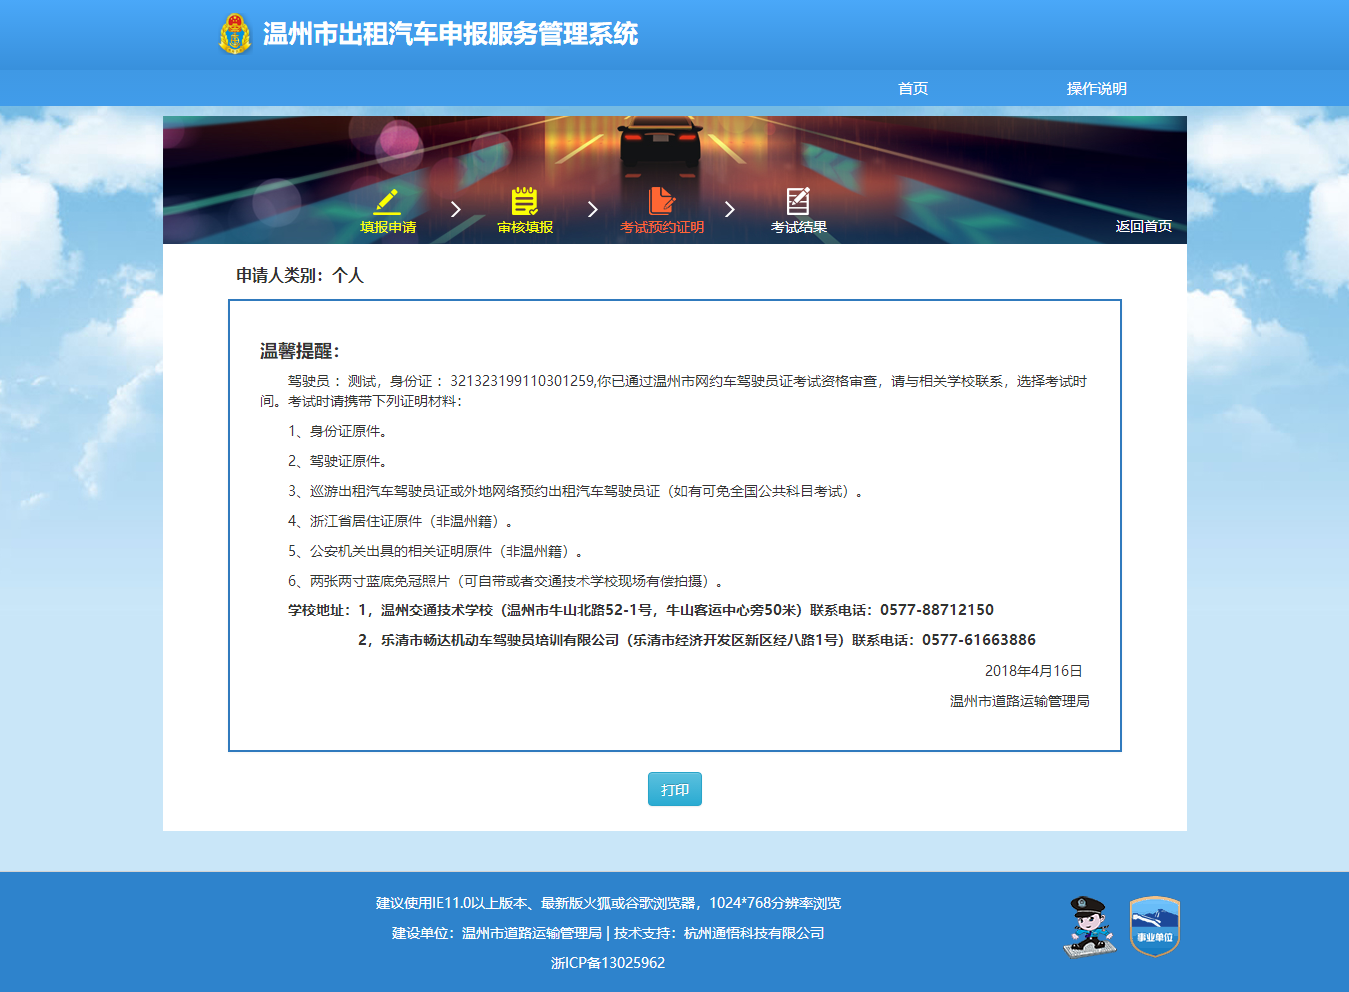 温州市出租汽车申报服务管理系统
首页
操作说明
填报申请
审核填报
考试预约证明
考试结果
返回首页
申请人类别：个人
温馨提醒：
驾驶员 ：测试，身份证 ：321323199110301259,你已通过温州市网约车驾驶员证考试资格审查，请与相关学校联系，选择考试时
间。考试时请携带下列证明材料：
1、身份证原件。
2、驾驶证原件。
3、巡游出租汽车驾驶员证或外地网络预约出租汽车驾驶员证（如有可免全国公共科目考试）。
4、浙江省居住证原件（非温州籍）。
5、公安机关出具的相关证明原件（非温州籍）。
6、两张两寸蓝底免冠照片（可自带或者交通技术学校现场有偿拍摄）。
学校地址：1，温州交通技术学校（温州市牛山北路52-1号，牛山客运中心旁50米）联系电话：0577-88712150
2，乐清市畅达机动车驾驶员培训有限公司（乐清市经济开发区新区经八路1号）联系电话：0577-61663886
2018年4月16日
温州市道路运输管理局
打印
建议使用IE11.0以上版本、最新版火狐或谷歌浏览器，1024*768分辨率浏览
建设单位：温州市道路运输管理局 | 技术支持：杭州通悟科技有限公司
浙ICP备13025962
事业单位